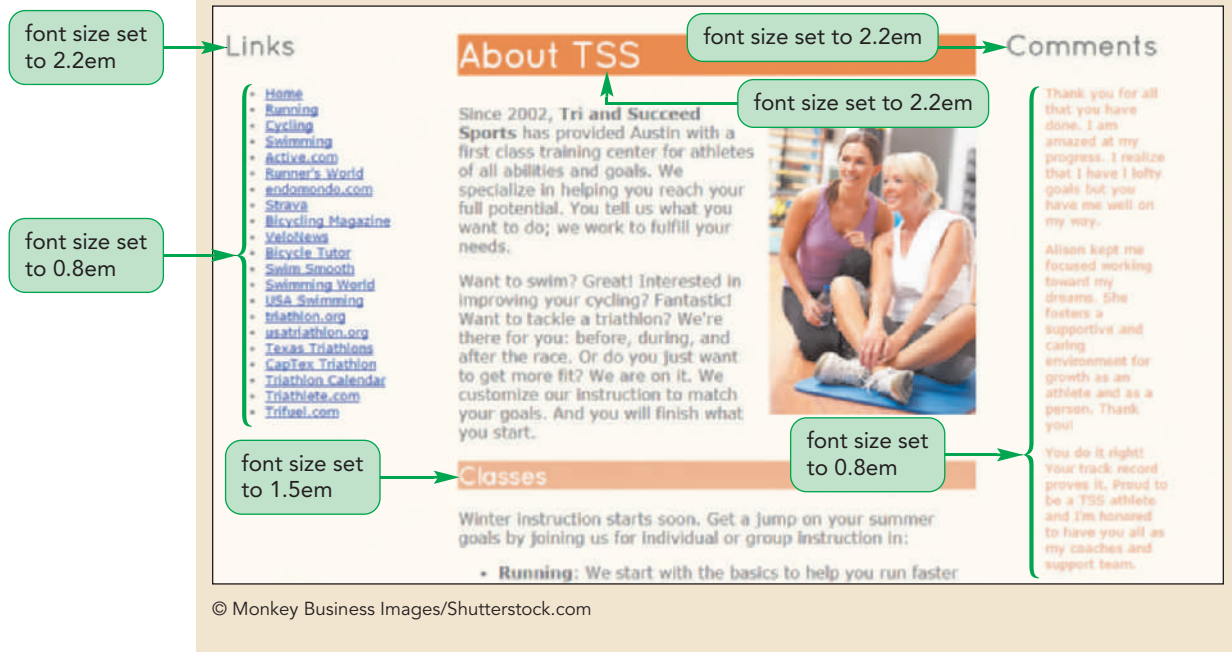 font size set
to 2.2em
Links
Home
Running
Cycling
Swimming
Active.com
Runner's World
endomondo.com
Strava
Bicycling Magazine
VeloNews
Bicycle Tutor
Swim Smooth
Swimming World
USA Swimming
triathlon.org
usatriathlon.org
Texas Triathlons
CapTex Triathlon
Triathlon Calendar
Triathlete.com
Trifuel.com
font size set
to 0.8em
About TSS
font size set to 2.2em
Since 2002, Tri and Succeed
Sports has provided Austin with a
first class training center for athletes
of all abilities and goals. We
specialize in helping you reach your
full potential. You tell us what you
want to do; we work to fulfill your
needs.
Want to swim? Great! Interested in
improving your cycling? Fantastic!
Want to tackle a triathlon? We're
there for you: before, during, and
after the race. Or do you just want
to get more fit? We are on it. We
customize our instruction to match
your goals. And you will finish what
you start.
font size set
to 1.5em
Classes
Winter instruction starts soon. Get a jump on your summer
goals by joining us for individual or group instruction in:
• Running: We start with the basics to help you run faster
font size set to 2.2em
Comments
Thank you for all
that you have
done. I am
amazed at my
progress. I realize
that I have l lofty
goals but you
have me well on
my way.
Alison kept me
focused working
toward my
dreams. She
fosters a
supportive and
caring
environment for
growth as an
athlete and as a
person. Thank
you!
You do it right!
Your track record
proves it. Proud to
be a TSS athlete
and I'm honored
to have you all as
my coaches and
support team.
font size set
to 0.8em
© Monkey Business Images/Shutterstock.com